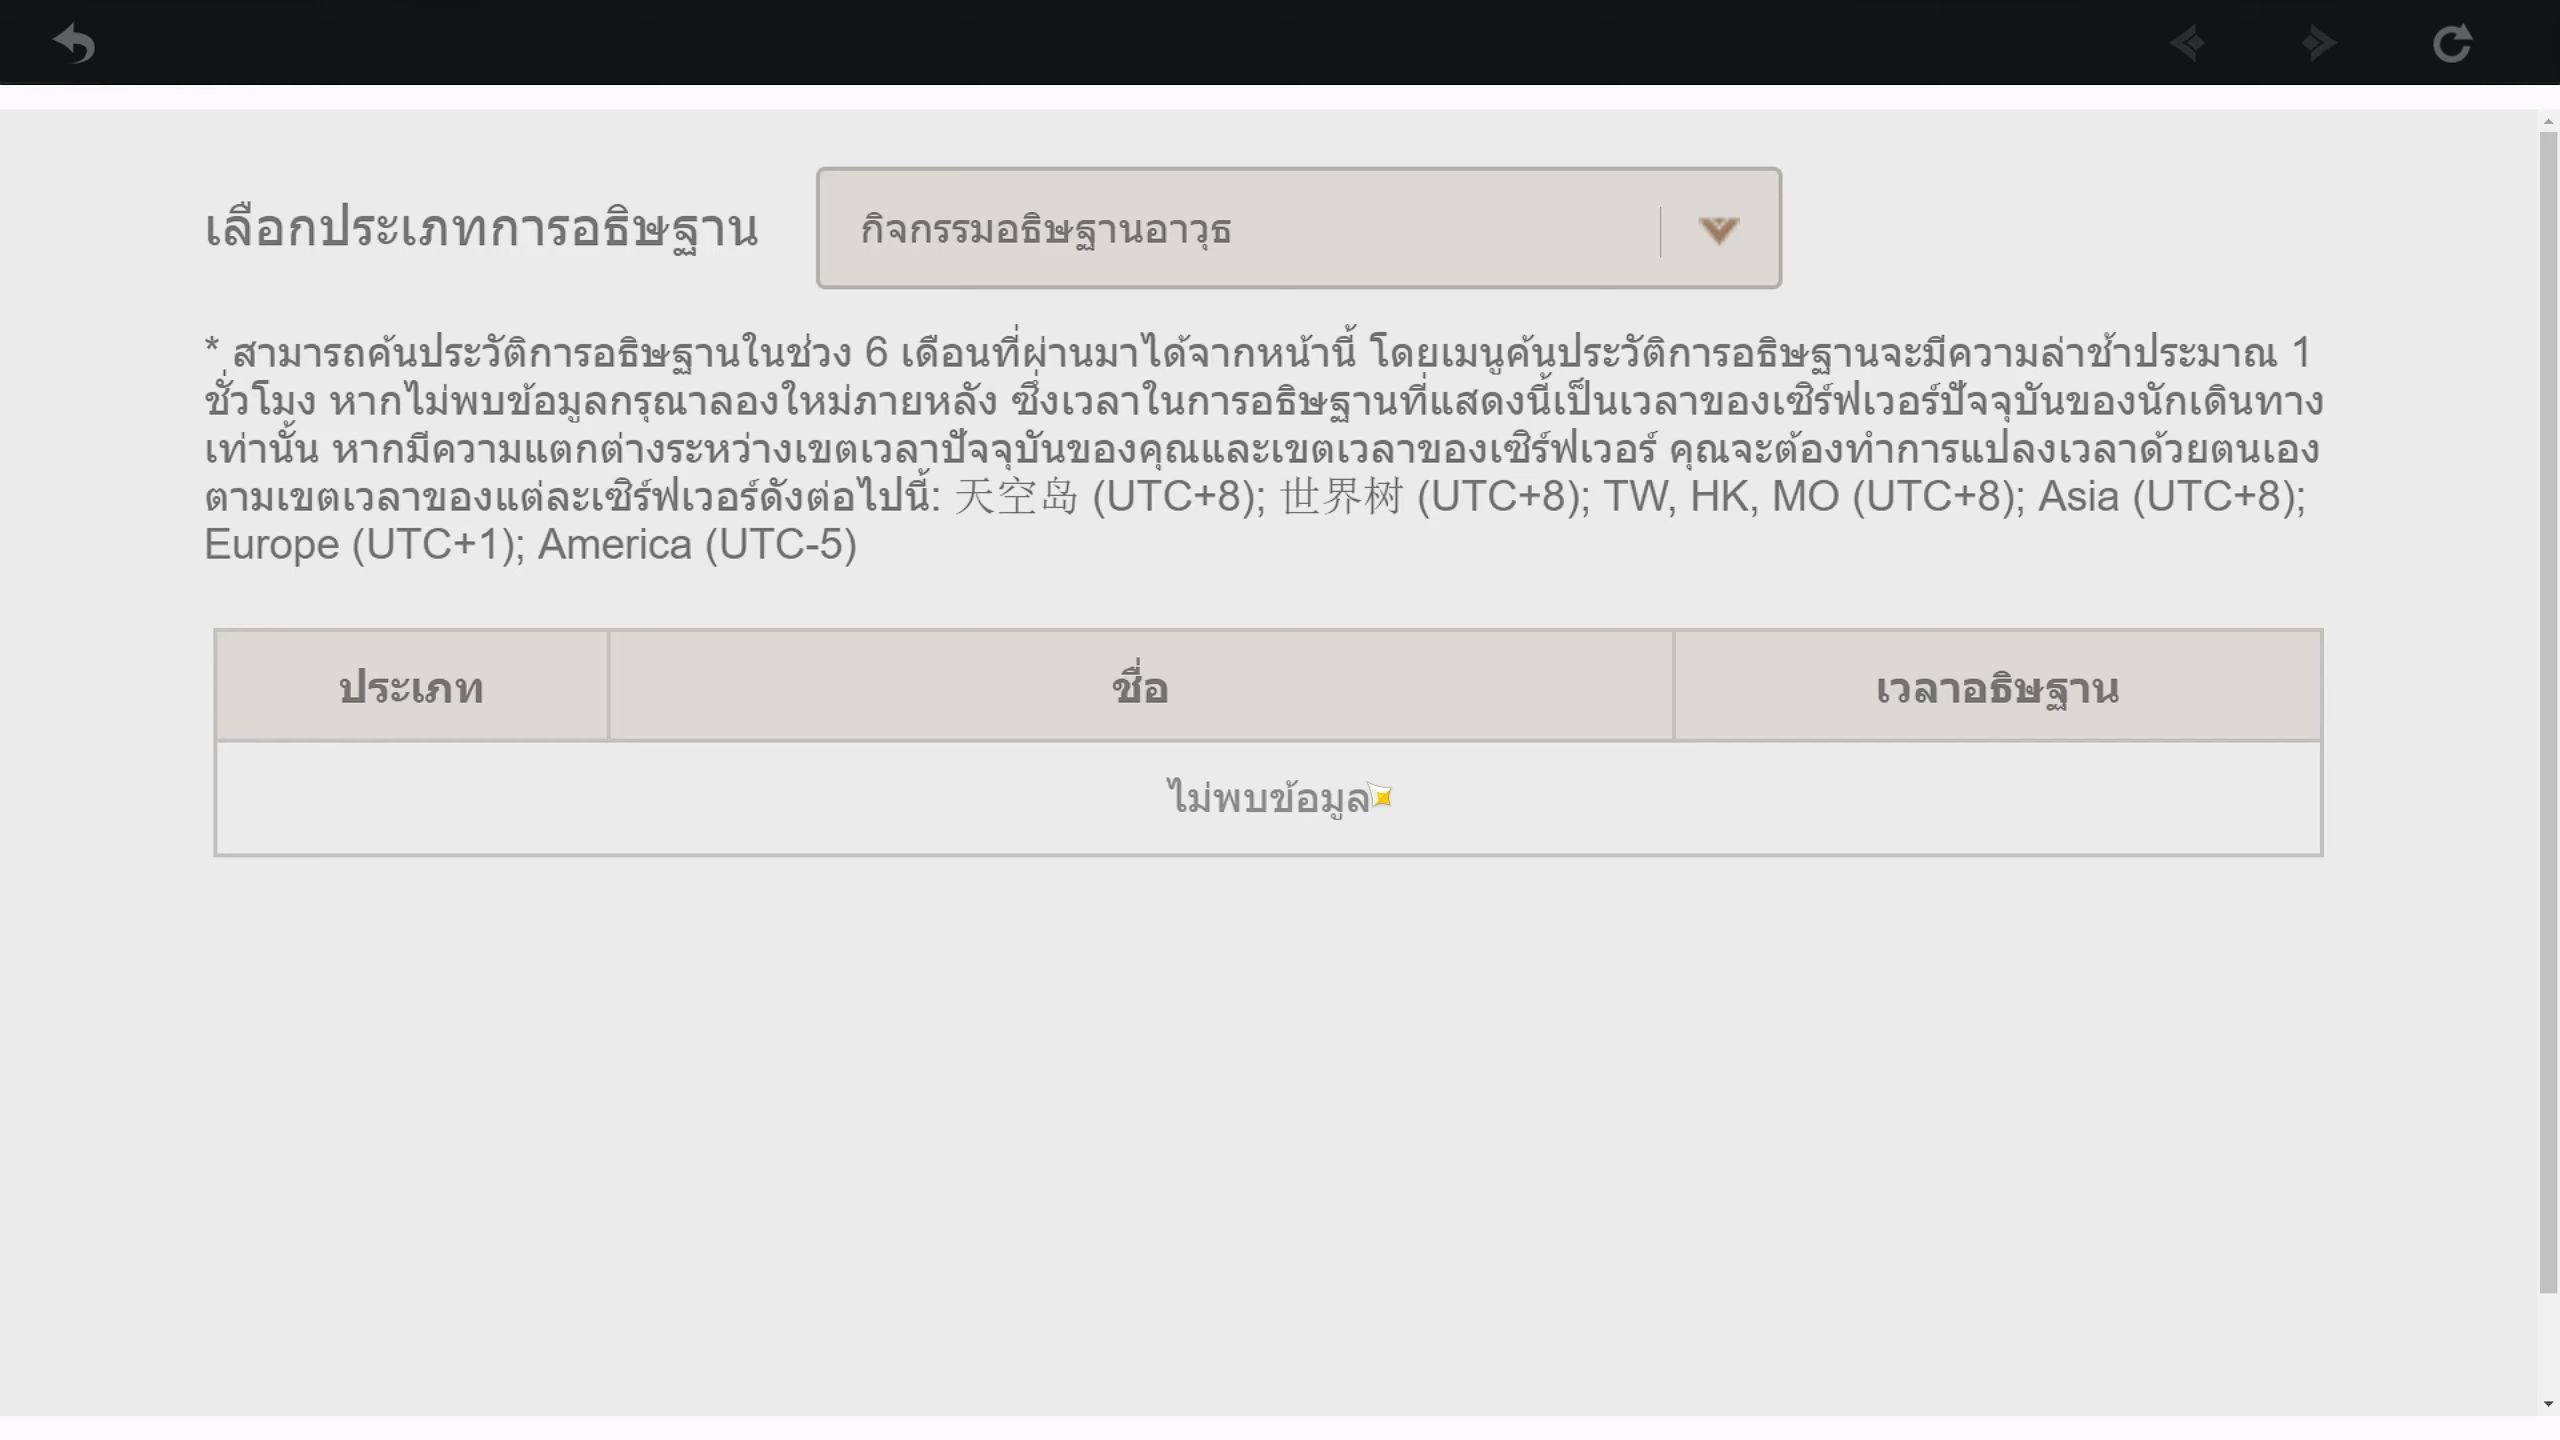 เลือกประเภทการอธิษฐาน
กิจกรรมอธิษฐานอาวุธ
* สามารถค้นประวัติการอธิษฐานในช่วง 6 เดือนที่ผ่านมาได้จากหน้านี้ โดยเมนูค้นประวัติการอธิษฐานจะมีความล่าช้าประมาณ 1
ชั่วโมง หากไม่พบข้อมูลกรุณาลองใหม่ภายหลัง ซึ่งเวลาในการอธิษฐานที่แสดงนี้เป็นเวลาของเซิร์ฟเวอร์ปัจจุบันของนักเดินทาง
เท่านั้น หากมีความแตกต่างระหว่างเขตเวลาปัจจุบันของคุณและเขตเวลาของเซิร์ฟเวอร์ คุณจะต้องทำการแปลงเวลาด้วยตนเอง
ตามเขตเวลาของแต่ละเซิร์ฟเวอร์ดังต่อไปนี้: 天空岛 (UTC+8); 世界树 (UTC+8); TW, HK, MO (UTC+8); Asia (UTC+8);
Europe (UTC+1); America (UTC-5)
ประเภท ชื่อ เวลาอธิษฐาน
ไม่พบข้อมูล